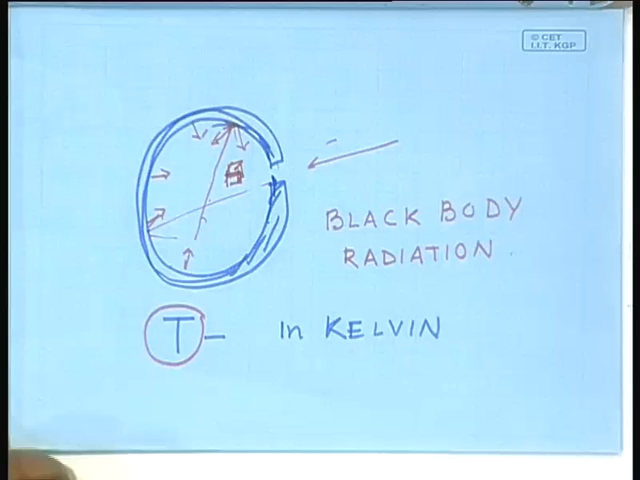 © CET
I.I.T. KGP
BLACK BODY
RADIATION
T - in KELVIN